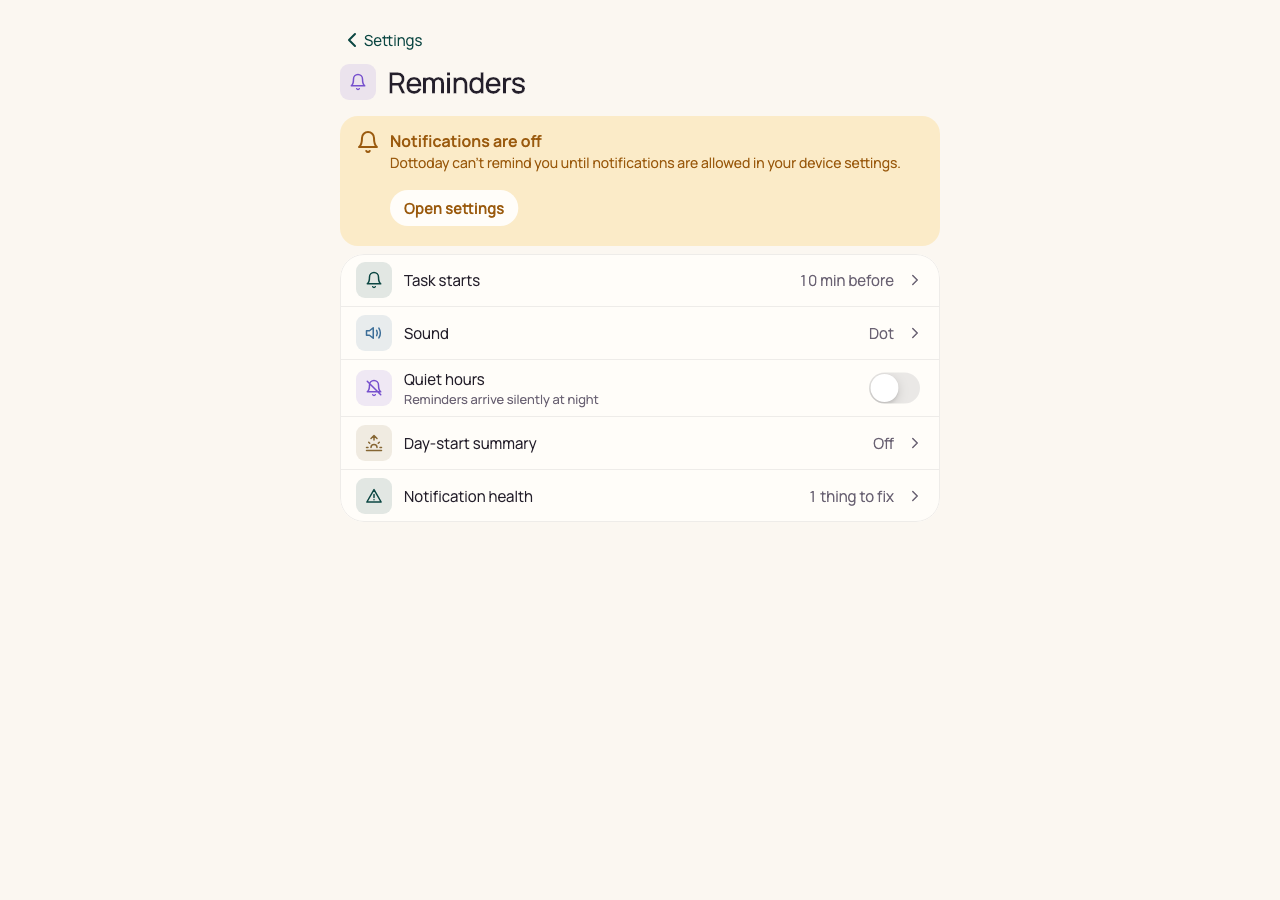 Settings
Reminders
Notifications are off
Dottoday can't remind you until notifications are allowed in your device settings.
Open settings
Task starts 10 min before
Sound Dot
Quiet hours
Reminders arrive silently at night
Day-start summary Off
Notification health 1 thing to fix